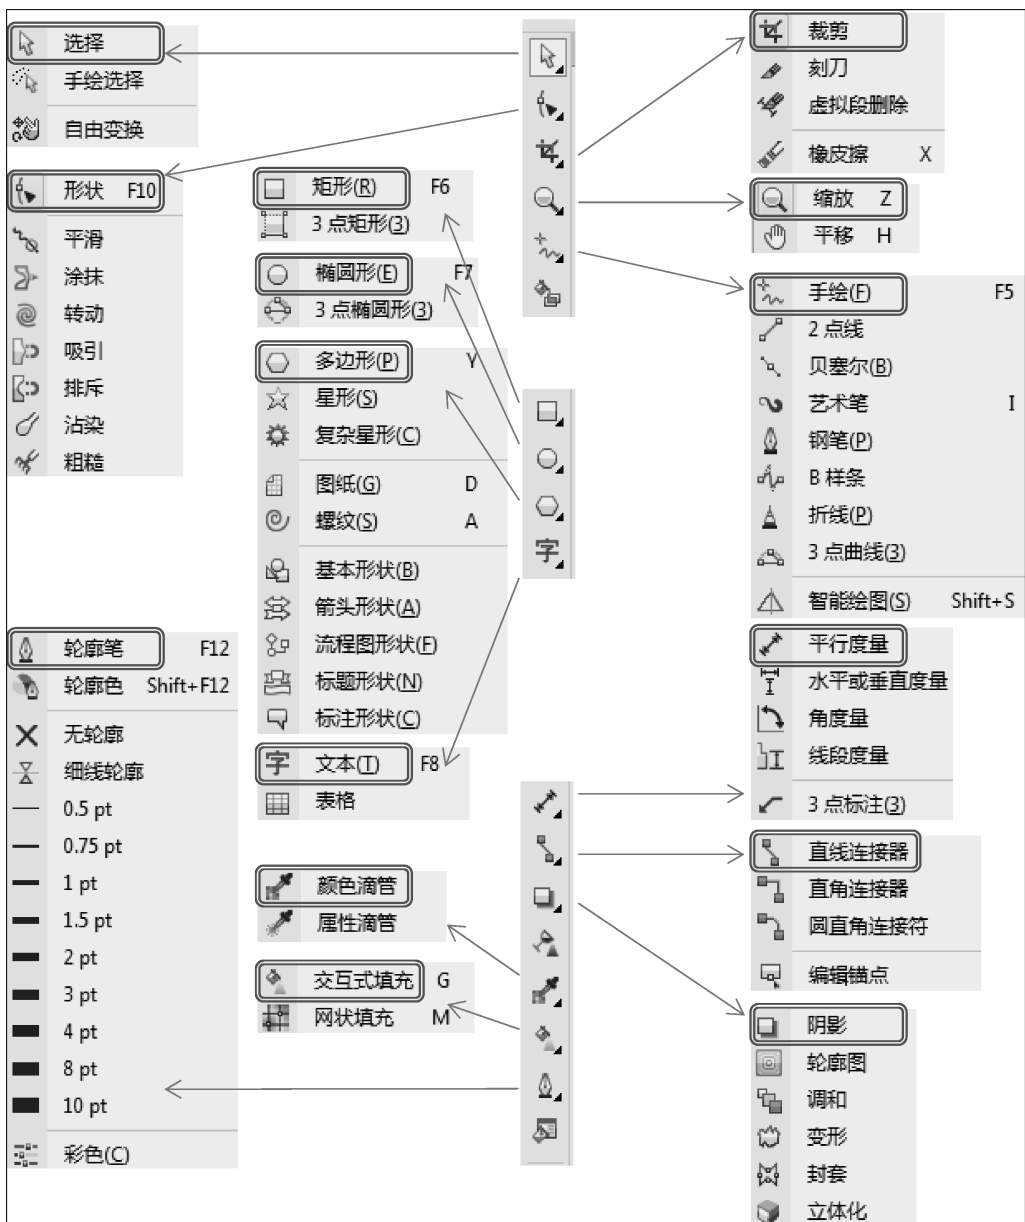 选择
手绘选择
自由变换
形状 F10
平滑
涂抹
转动
吸引
排斥
沾染
粗糙
轮廓笔 F12
轮廓色 Shift+F12
无轮廓
细线轮廓
0.5 pt
0.75 pt
1 pt
1.5 pt
2 pt
3 pt
4 pt
8 pt
10 pt
彩色(C)
矩形(R) F6
3 点矩形(3)
椭圆形(E) F7
3 点椭圆形(3)
多边形(P) Y
星形(S)
复杂星形(C)
图纸(G) D
螺纹(S) A
基本形状(B)
箭头形状(A)
流程图形状(F)
标题形状(N)
标注形状(C)
字 文本(T) F8
表格
颜色滴管
属性滴管
交互式填充 G
网状填充 M
字
裁剪
刻刀
虚拟段删除
橡皮擦 X
缩放 Z
平移 H
手绘(F) F5
2 点线
贝塞尔(B)
艺术笔 I
钢笔(P)
B 样条
折线(P)
3 点曲线(3)
智能绘图(S) Shift+S
平行度量
水平或垂直度量
角度量
线段度量
3 点标注(3)
直线连接器
直角连接器
圆直角连接符
编辑锚点
阴影
轮廓图
调和
变形
封套
立体化